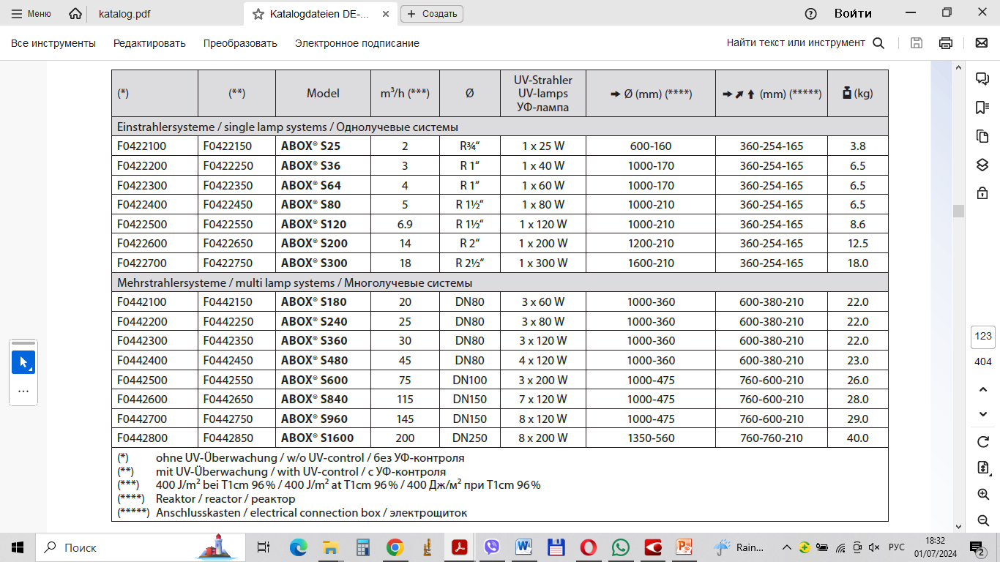 Меню katalog.pdf Katalogdateien DE-... Создать Войти
Все инструменты Редактировать Преобразовать Электронное подписание Найти текст или инструмент
(*) (**) Model m³/h (***) Ø UV-Strahler UV-lamps УФ-лампа Ø (mm) (****) (mm) (*****) (kg)
Einstrahlersysteme / single lamp systems / Однолучевые системы
F0422100 F0422150 ABOX® S25 2 R¾“ 1 x 25 W 600-160 360-254-165 3.8
F0422200 F0422250 ABOX® S36 3 R 1“ 1 x 40 W 1000-170 360-254-165 6.5
F0422300 F0422350 ABOX® S64 4 R 1“ 1 x 60 W 1000-170 360-254-165 6.5
F0422400 F0422450 ABOX® S80 5 R 1½“ 1 x 80 W 1000-210 360-254-165 6.5
F0422500 F0422550 ABOX® S120 6.9 R 1½“ 1 x 120 W 1000-210 360-254-165 8.6
F0422600 F0422650 ABOX® S200 14 R 2“ 1 x 200 W 1200-210 360-254-165 12.5
F0422700 F0422750 ABOX® S300 18 R 2½“ 1 x 300 W 1600-210 360-254-165 18.0
Mehrstrahlersysteme / multi lamp systems / Многолучевые системы
F0442100 F0442150 ABOX® S180 20 DN80 3 x 60 W 1000-360 600-380-210 22.0
F0442200 F0442250 ABOX® S240 25 DN80 3 x 80 W 1000-360 600-380-210 22.0
F0442300 F0442350 ABOX® S360 30 DN80 3 x 120 W 1000-360 600-380-210 22.0
F0442400 F0442450 ABOX® S480 45 DN80 4 x 120 W 1000-360 600-380-210 23.0
F0442500 F0442550 ABOX® S600 75 DN100 3 x 200 W 1000-475 760-600-210 26.0
F0442600 F0442650 ABOX® S840 115 DN150 7 x 120 W 1000-475 760-600-210 28.0
F0442700 F0442750 ABOX® S960 145 DN150 8 x 120 W 1000-475 760-600-210 29.0
F0442800 F0442850 ABOX® S1600 200 DN250 8 x 200 W 1350-560 760-760-210 40.0
(*) ohne UV-Überwachung / w/o UV-control / без УФ-контроля
(**) mit UV-Überwachung / with UV-control / с УФ-контроля
(***) 400 J/m² bei T1cm 96 % / 400 J/m² at T1cm 96 % / 400 Дж/м² при T1cm 96 %
(****) Reaktor / reactor / реактор
(*****) Anschlusskasten / electrical connection box / электрощиток
123
404
Поиск Rain... РУС 18:32
01/07/2024 2